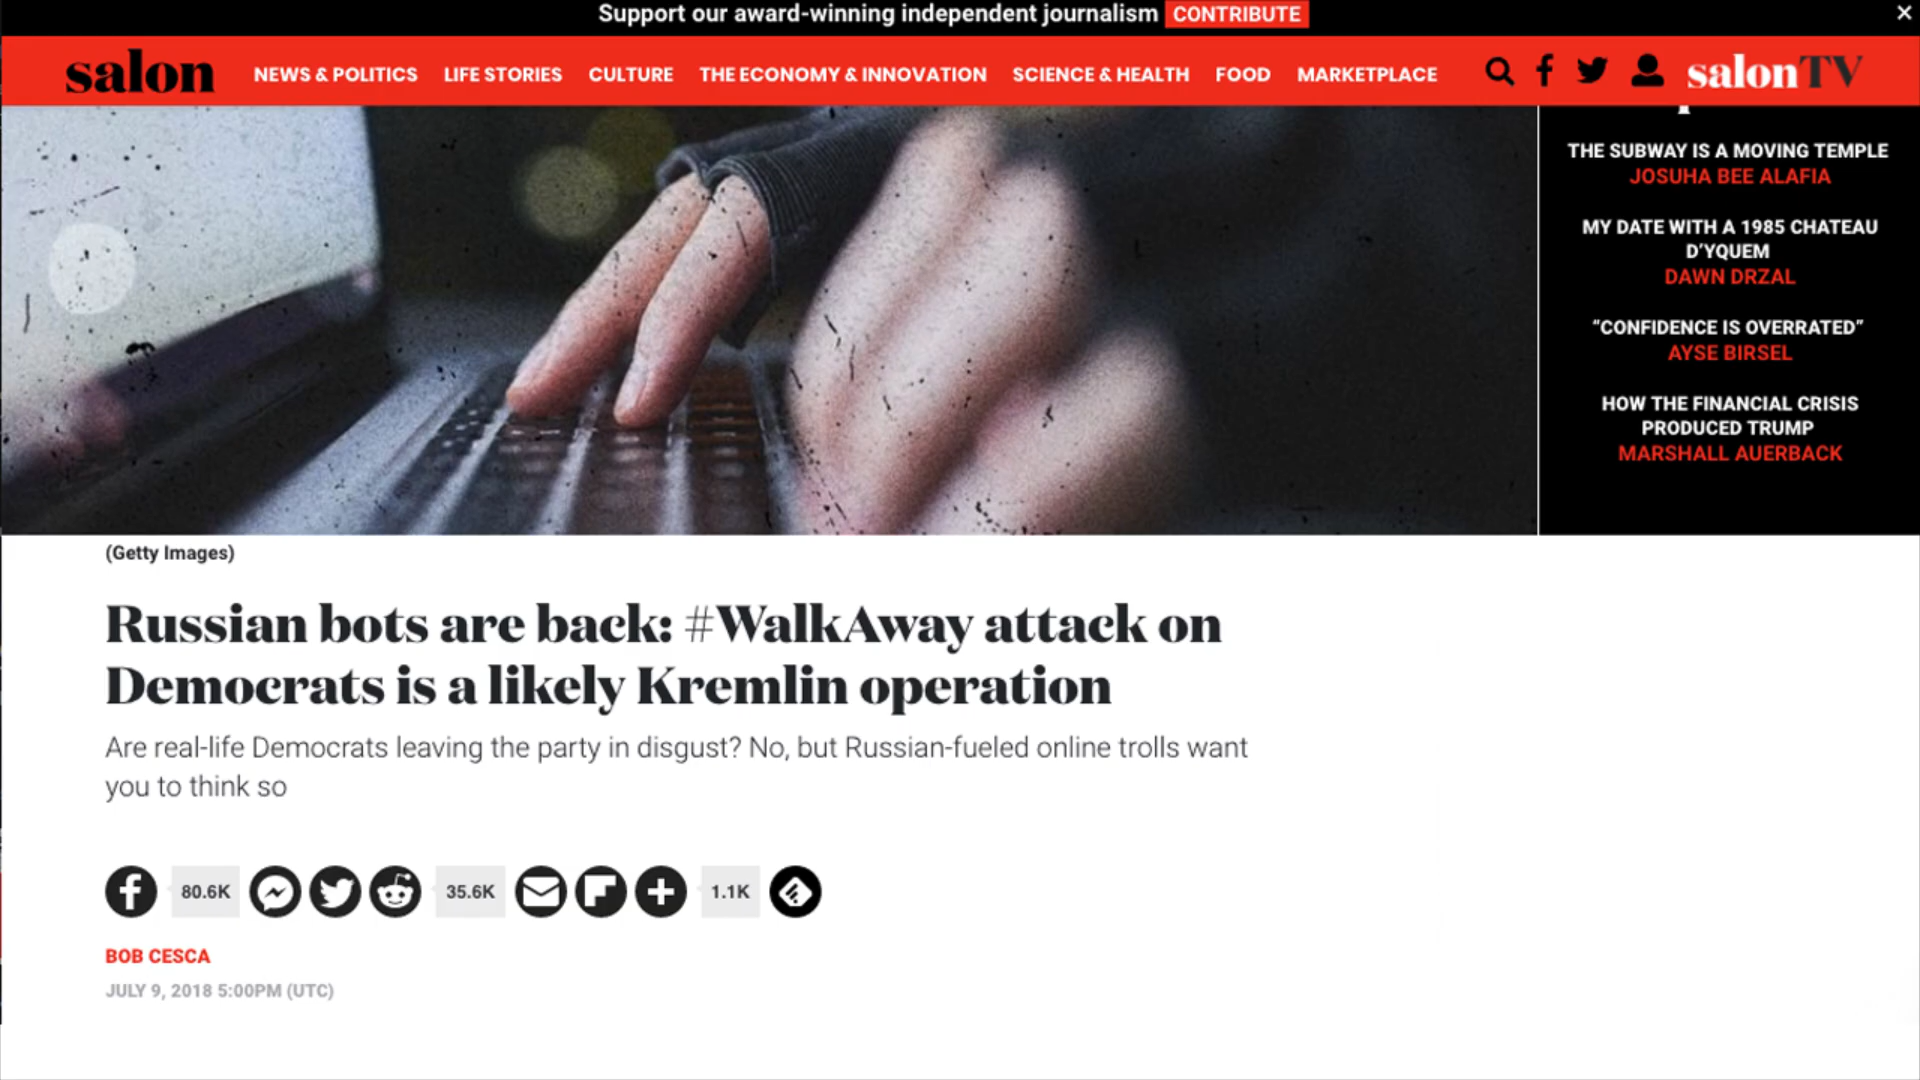 Support our award-winning independent journalism CONTRIBUTE
salon NEWS & POLITICS LIFE STORIES CULTURE THE ECONOMY & INNOVATION SCIENCE & HEALTH FOOD MARKETPLACE salonTV
THE SUBWAY IS A MOVING TEMPLE
JOSUHA BEE ALAFIA
MY DATE WITH A 1985 CHATEAU
D’YQUEM
DAWN DRZAL
“CONFIDENCE IS OVERRATED”
AYSE BIRSEL
HOW THE FINANCIAL CRISIS
PRODUCED TRUMP
MARSHALL AUERBACK
(Getty Images)
Russian bots are back: #WalkAway attack on
Democrats is a likely Kremlin operation
Are real-life Democrats leaving the party in disgust? No, but Russian-fueled online trolls want
you to think so
80.6K 35.6K 1.1K
BOB CESCA
JULY 9, 2018 5:00PM (UTC)